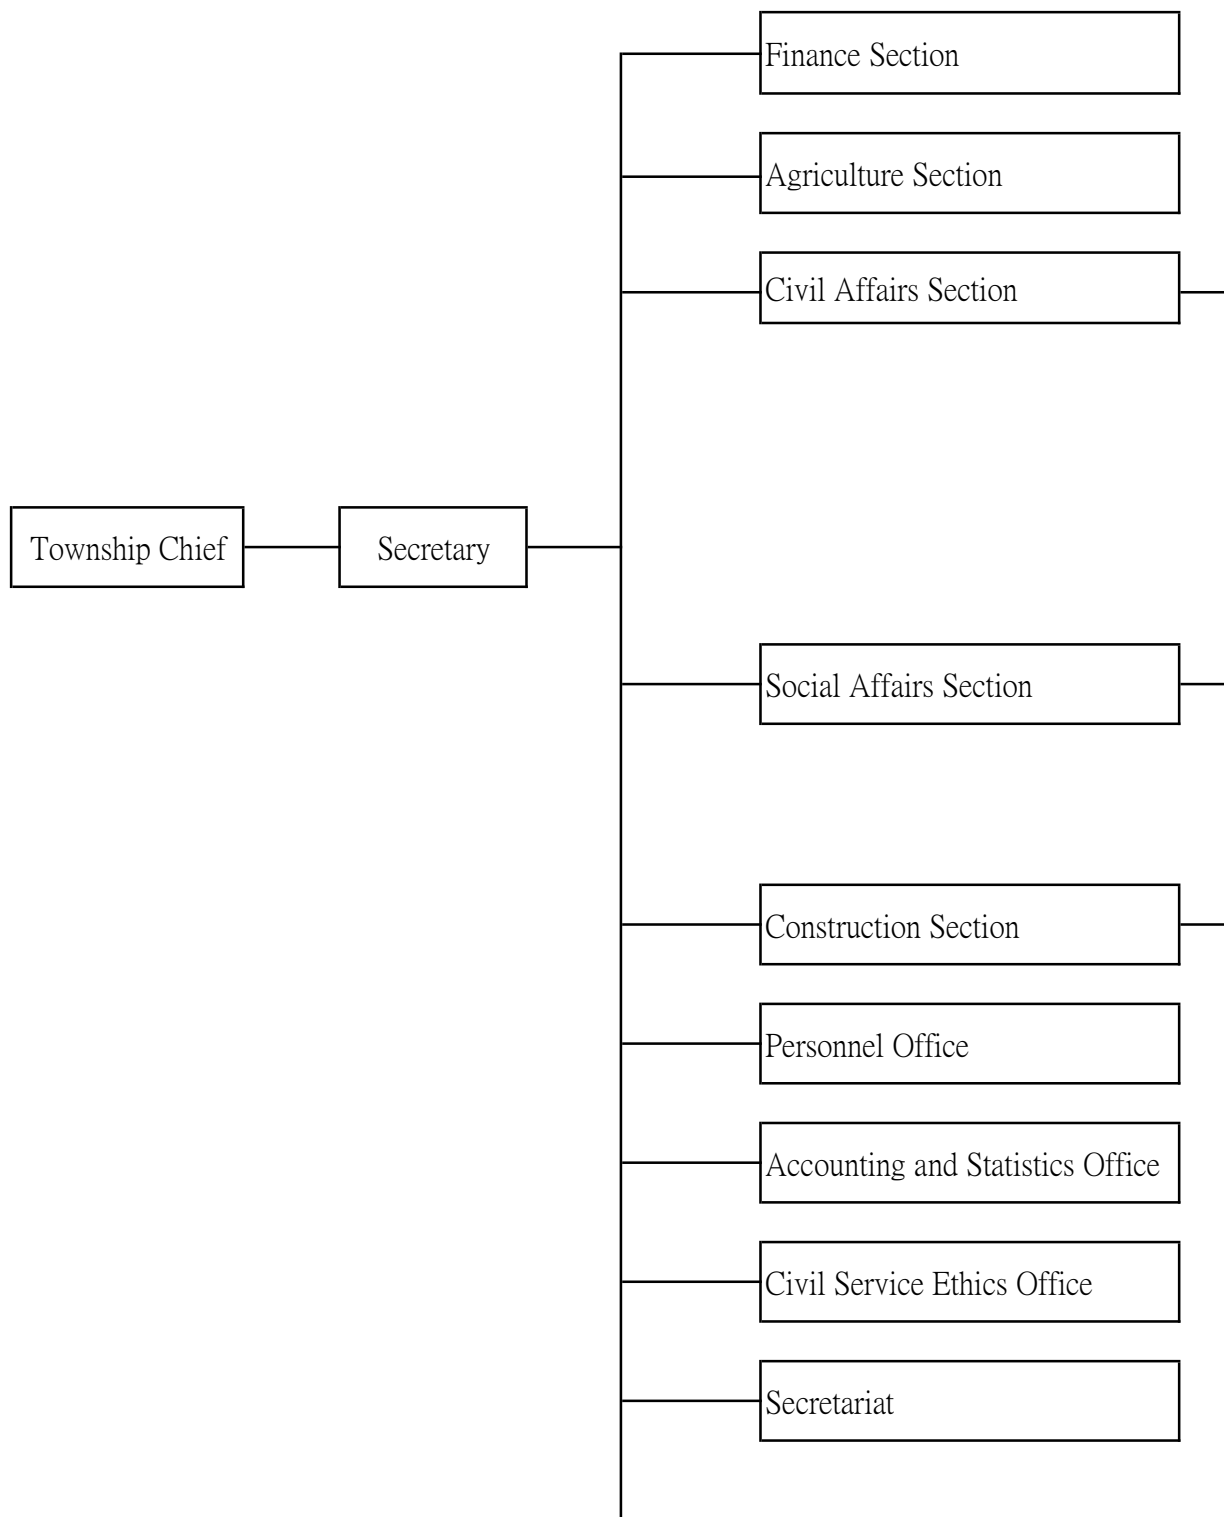 Finance Section
Agriculture Section
Civil Affairs Section
Township Chief
Secretary
Social Affairs Section
Construction Section
Personnel Office
Accounting and Statistics Office
Civil Service Ethics Office
Secretariat